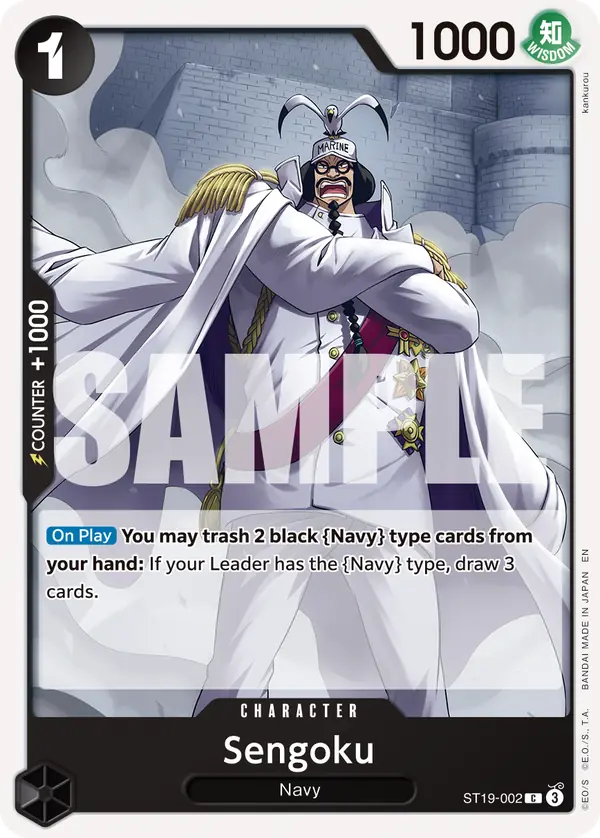 1
1000
知
WISDOM
kankurou
MARINE
COUNTER +1000
SAMPLE
On Play You may trash 2 black {Navy} type cards from
your hand: If your Leader has the {Navy} type, draw 3
cards.
CHARACTER
Sengoku
Navy
ST19-002 C 3
©EO/S ©E.O./S., T.A. BANDAI MADE IN JAPAN EN